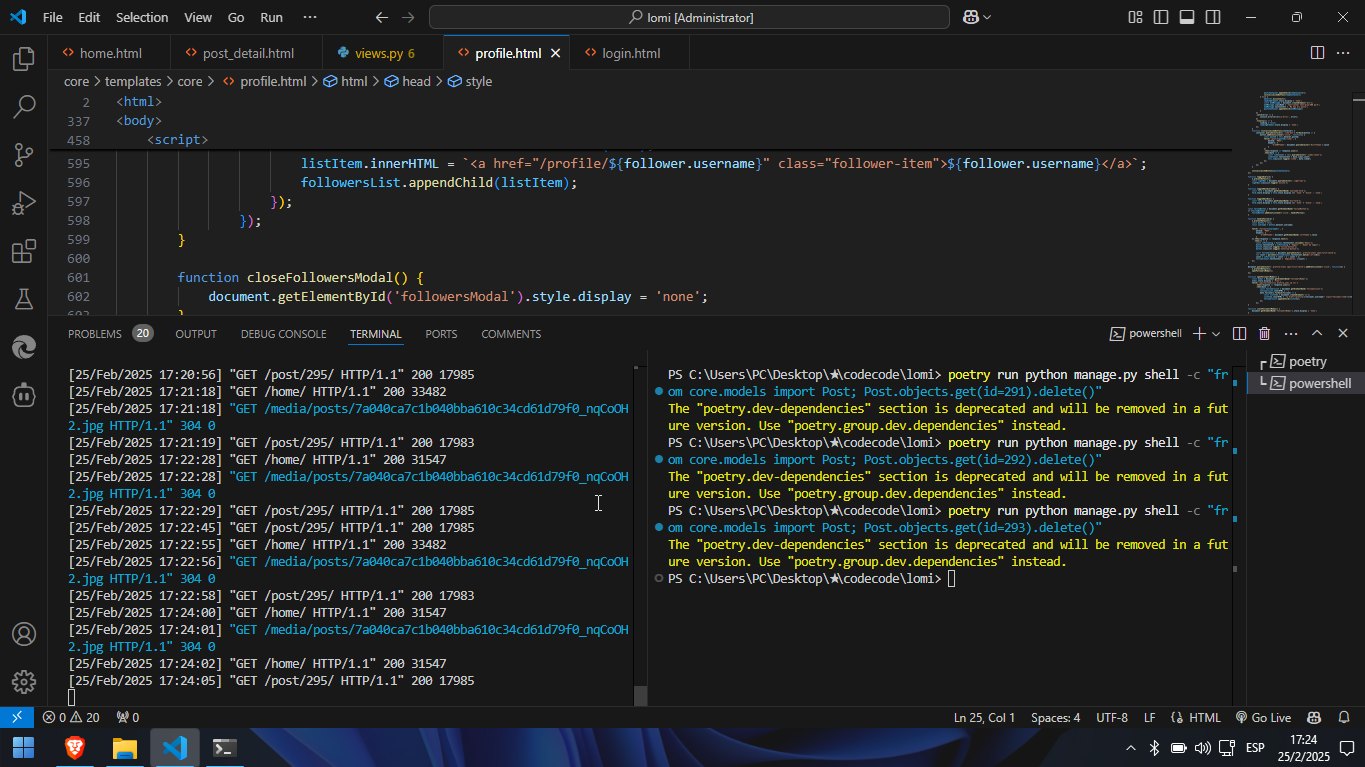 File Edit Selection View Go Run ··· lomi [Administrator]
home.html post_detail.html views.py 6 profile.html login.html
core > templates > core > profile.html > html > head > style
2 <html>
337 <body>
458 <script>
595 listItem.innerHTML = `<a href="/profile/${follower.username}" class="follower-item">${follower.username}</a>`;
596 followersList.appendChild(listItem);
597 });
598 });
599 }
600
601 function closeFollowersModal() {
602 document.getElementById('followersModal').style.display = 'none';
PROBLEMS 20 OUTPUT DEBUG CONSOLE TERMINAL PORTS COMMENTS powershell
[25/Feb/2025 17:20:56] "GET /post/295/ HTTP/1.1" 200 17985
[25/Feb/2025 17:21:18] "GET /home/ HTTP/1.1" 200 33482
[25/Feb/2025 17:21:18] "GET /media/posts/7a040ca7c1b040bba610c34cd61d79f0_nqCoOH
2.jpg HTTP/1.1" 304 0
[25/Feb/2025 17:21:19] "GET /post/295/ HTTP/1.1" 200 17983
[25/Feb/2025 17:22:28] "GET /home/ HTTP/1.1" 200 31547
[25/Feb/2025 17:22:28] "GET /media/posts/7a040ca7c1b040bba610c34cd61d79f0_nqCoOH
2.jpg HTTP/1.1" 304 0
[25/Feb/2025 17:22:29] "GET /post/295/ HTTP/1.1" 200 17985
[25/Feb/2025 17:22:45] "GET /post/295/ HTTP/1.1" 200 17985
[25/Feb/2025 17:22:55] "GET /home/ HTTP/1.1" 200 33482
[25/Feb/2025 17:22:56] "GET /media/posts/7a040ca7c1b040bba610c34cd61d79f0_nqCoOH
2.jpg HTTP/1.1" 304 0
[25/Feb/2025 17:22:58] "GET /post/295/ HTTP/1.1" 200 17983
[25/Feb/2025 17:24:00] "GET /home/ HTTP/1.1" 200 31547
[25/Feb/2025 17:24:01] "GET /media/posts/7a040ca7c1b040bba610c34cd61d79f0_nqCoOH
2.jpg HTTP/1.1" 304 0
[25/Feb/2025 17:24:02] "GET /home/ HTTP/1.1" 200 31547
[25/Feb/2025 17:24:05] "GET /post/295/ HTTP/1.1" 200 17985
PS C:\Users\PC\Desktop\★\codecode\lomi> poetry run python manage.py shell -c "fr
om core.models import Post; Post.objects.get(id=291).delete()"
The "poetry.dev-dependencies" section is deprecated and will be removed in a fut
ure version. Use "poetry.group.dev.dependencies" instead.
PS C:\Users\PC\Desktop\★\codecode\lomi> poetry run python manage.py shell -c "fr
om core.models import Post; Post.objects.get(id=292).delete()"
The "poetry.dev-dependencies" section is deprecated and will be removed in a fut
ure version. Use "poetry.group.dev.dependencies" instead.
PS C:\Users\PC\Desktop\★\codecode\lomi> poetry run python manage.py shell -c "fr
om core.models import Post; Post.objects.get(id=293).delete()"
The "poetry.dev-dependencies" section is deprecated and will be removed in a fut
ure version. Use "poetry.group.dev.dependencies" instead.
PS C:\Users\PC\Desktop\★\codecode\lomi>
poetry
powershell
0 20 0 Ln 25, Col 1 Spaces: 4 UTF-8 LF HTML Go Live
ESP 17:24
25/2/2025